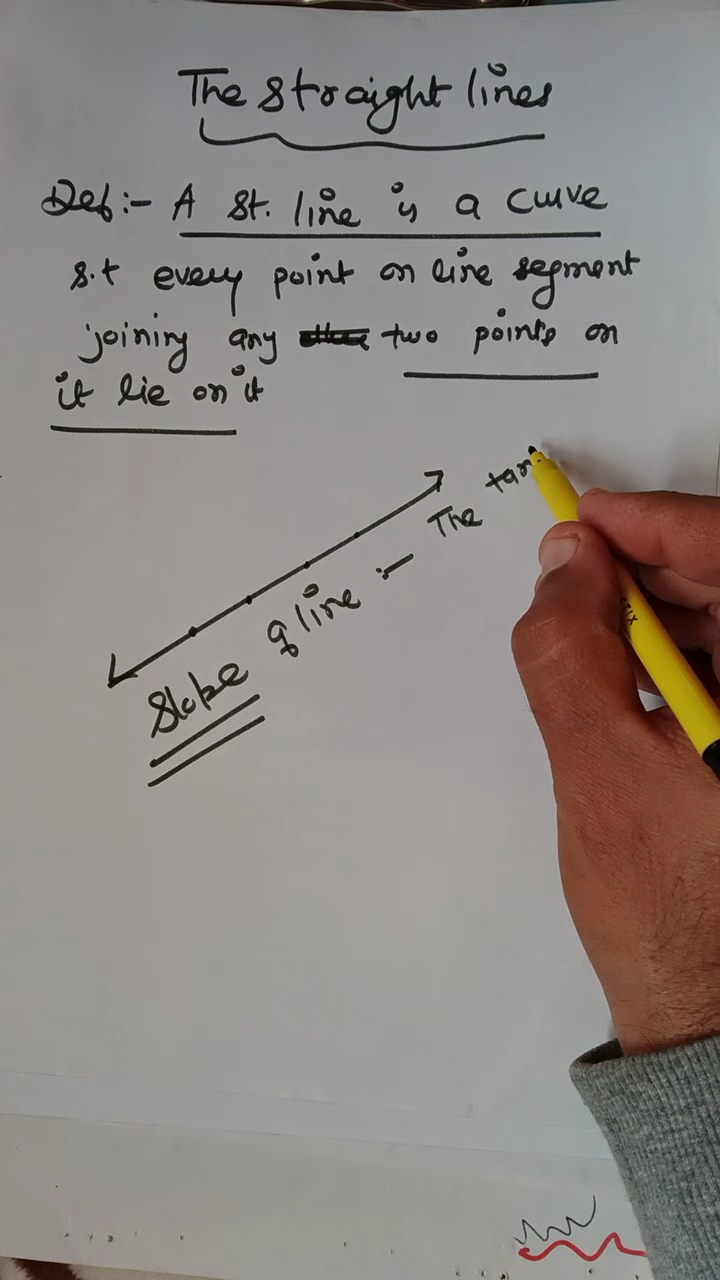 The straight lines
Def:- A st. line is a curve
s.t every point on line segment
joining any two points on
it lie on it
Slope of line :- The tan